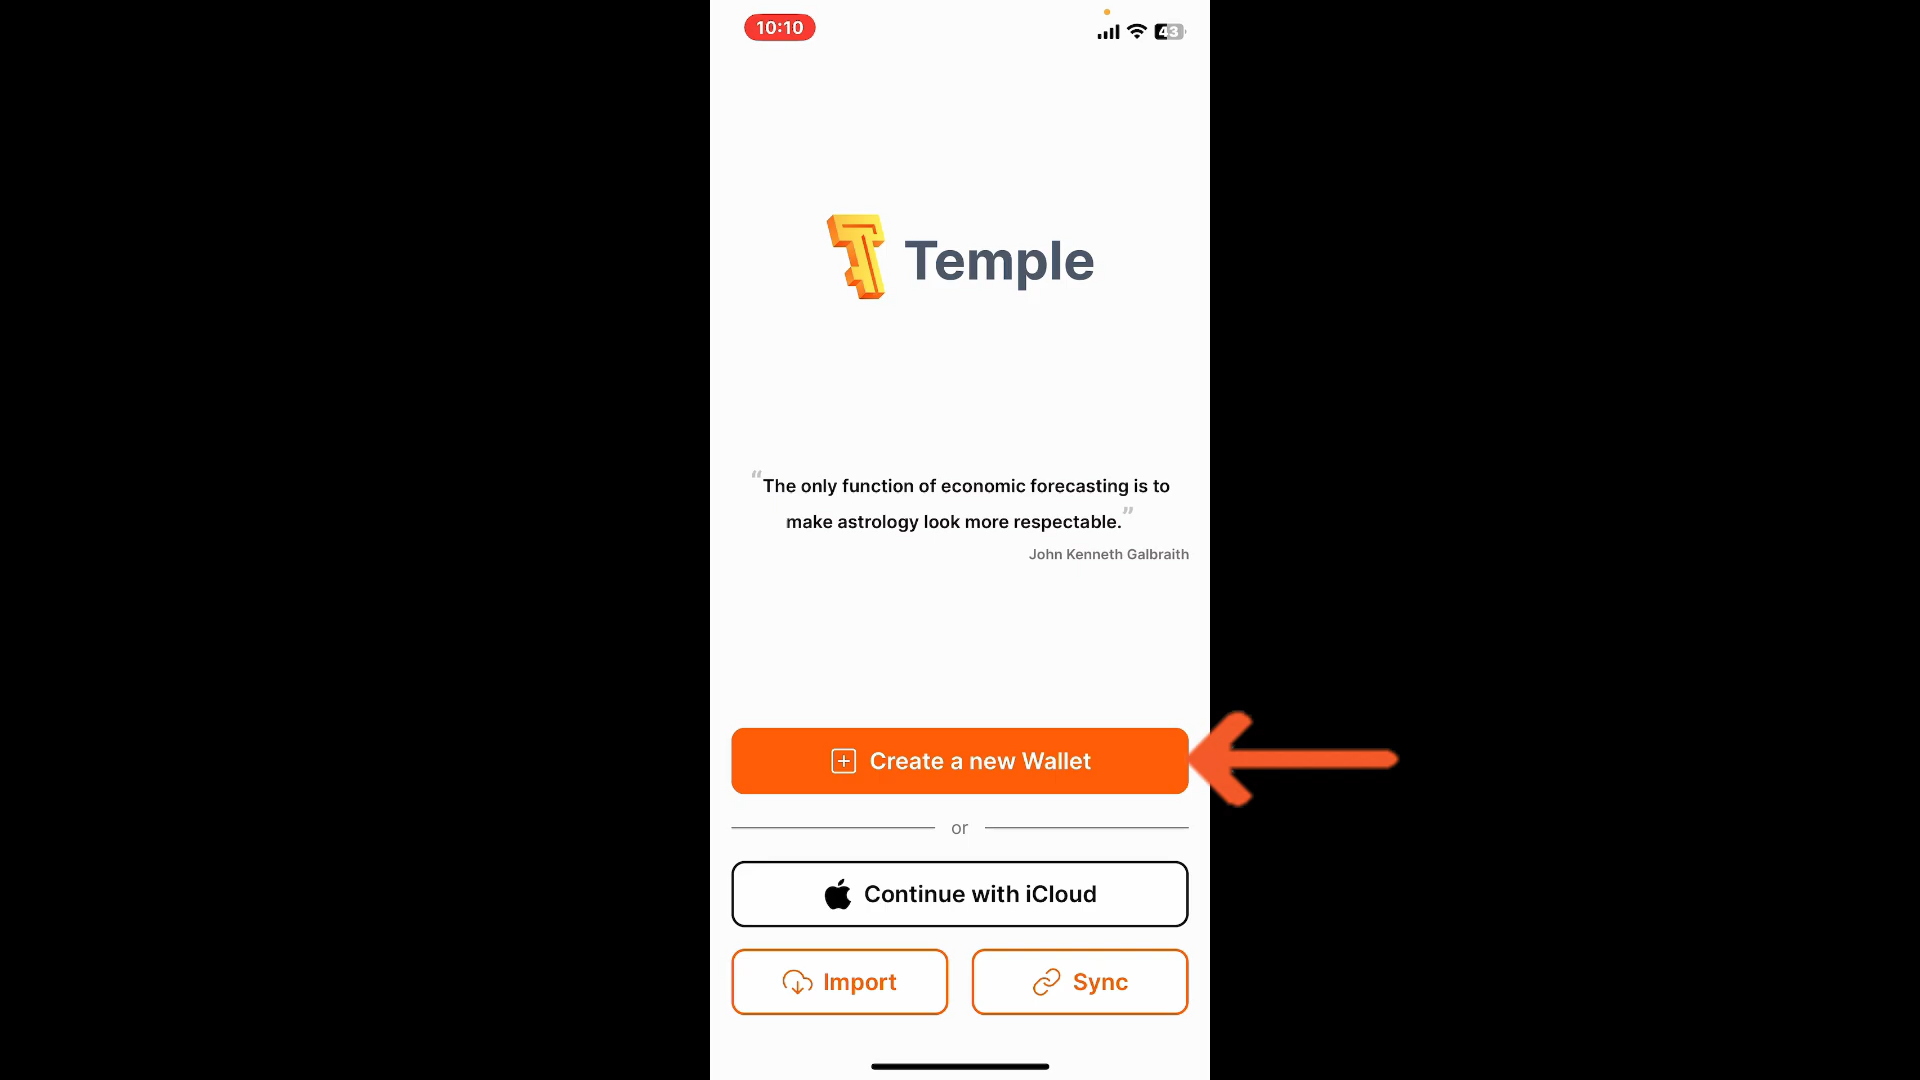 10:10
43
Temple
“The only function of economic forecasting is to
make astrology look more respectable.”
John Kenneth Galbraith
Create a new Wallet
or
Continue with iCloud
Import
Sync